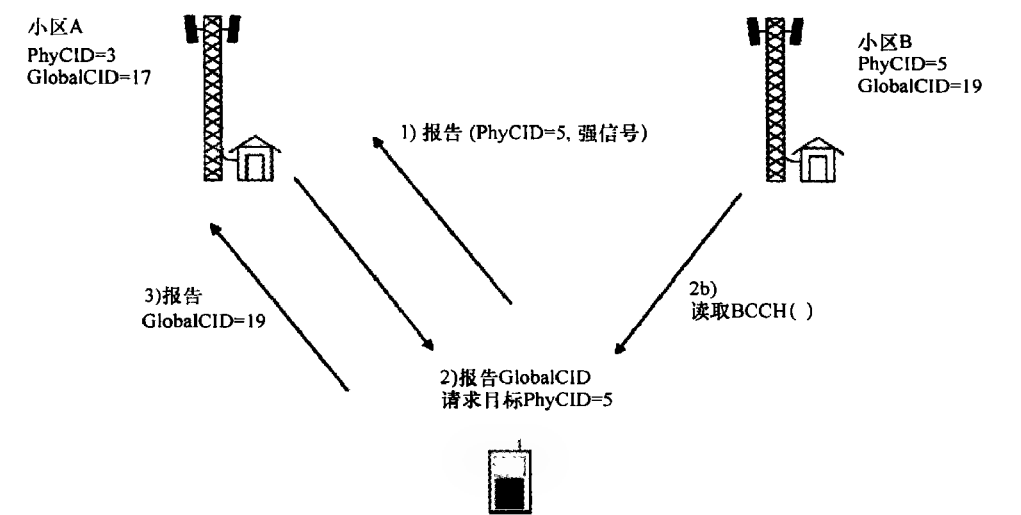 小区A
PhyCID=3
GlobalCID=17
小区B
PhyCID=5
GlobalCID=19
1) 报告 (PhyCID=5, 强信号)
3)报告
GlobalCID=19
2b)
读取BCCH( )
2)报告GlobalCID
请求目标PhyCID=5